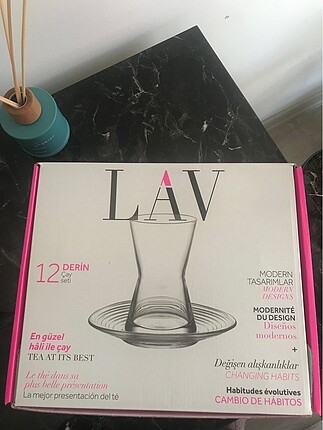 LAV
12 DERİN
Çay
seti
En güzel
hâli ile çay
TEA AT ITS BEST
Le thé dans sa
plus belle présentation
La mejor presentación del té
MODERN
TASARIMLAR
MODERN
DESIGNS
MODERNITÉ
DU DESIGN
Diseños
modernos
+
Değişen alışkanlıklar
CHANGING HABITS
Habitudes évolutives
CAMBIO DE HÁBITOS